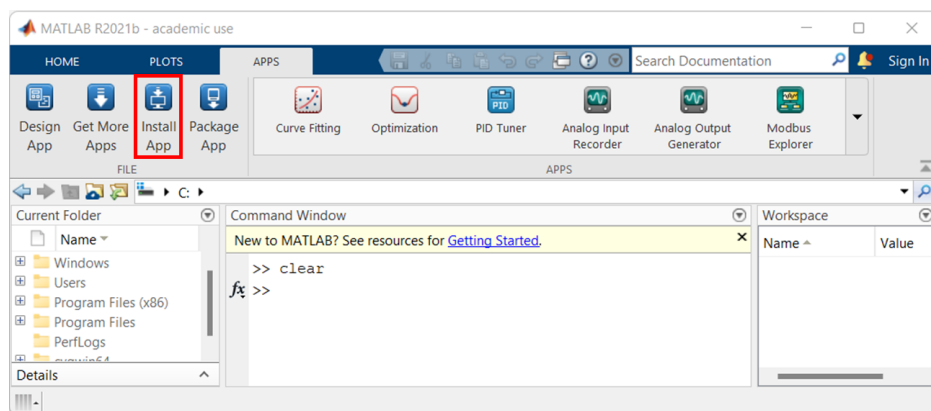 MATLAB R2021b - academic use
HOME PLOTS APPS
Search Documentation
Sign In
Design App
Get More Apps
Install App
Package App
Curve Fitting
Optimization
PID
PID Tuner
Analog Input Recorder
Analog Output Generator
Modbus Explorer
FILE
APPS
C:
Current Folder
Name
Windows
Users
Program Files (x86)
Program Files
PerfLogs
Details
Command Window
New to MATLAB? See resources for Getting Started.
>> clear
fx >>
Workspace
Name Value